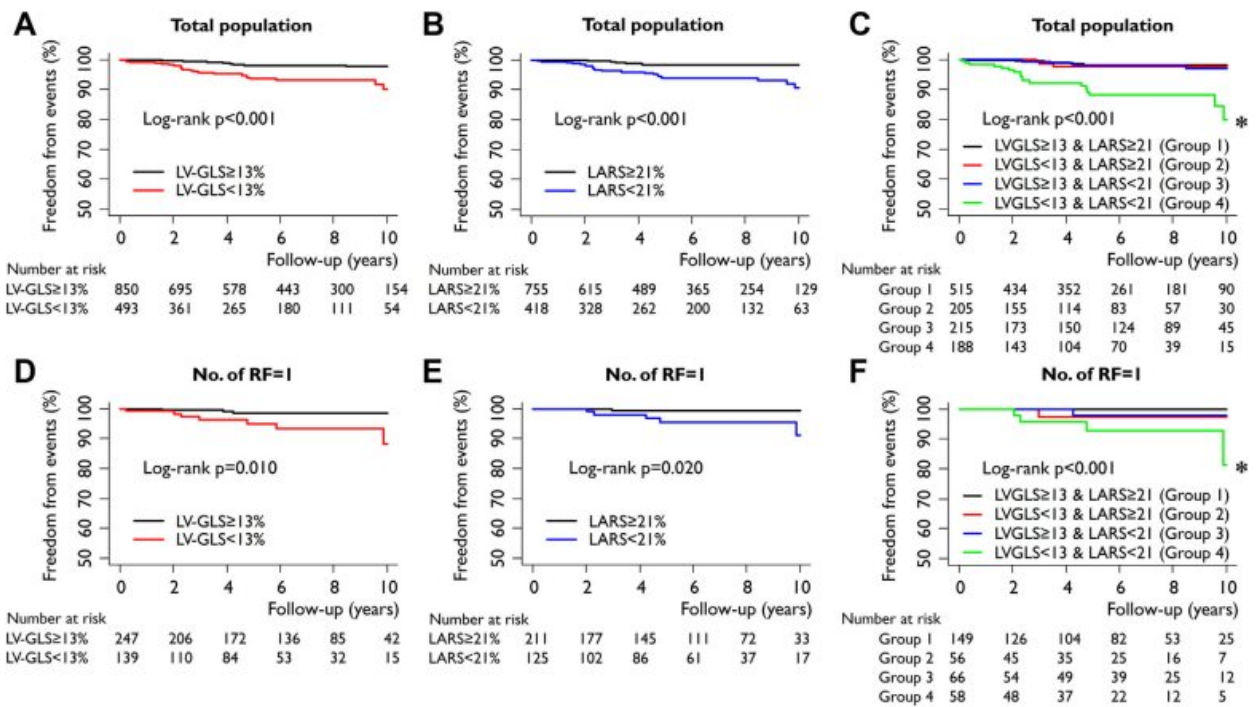 A
Total population
Freedom from events (%)
100
90
80
70
60
50
Log-rank p<0.001
LV-GLS≥13%
LV-GLS<13%
0 2 4 6 8 10
Follow-up (years)
Number at risk
LV-GLS≥13% 850 695 578 443 300 154
LV-GLS<13% 493 361 265 180 111 54
B
Total population
Freedom from events (%)
100
90
80
70
60
50
Log-rank p<0.001
LARS≥21%
LARS<21%
0 2 4 6 8 10
Follow-up (years)
Number at risk
LARS≥21% 755 615 489 365 254 129
LARS<21% 418 328 262 200 132 63
C
Total population
Freedom from events (%)
100
90
80
70
60
50
Log-rank p<0.001
*
LVGLS≥13 & LARS≥21 (Group 1)
LVGLS<13 & LARS≥21 (Group 2)
LVGLS≥13 & LARS<21 (Group 3)
LVGLS<13 & LARS<21 (Group 4)
0 2 4 6 8 10
Follow-up (years)
Number at risk
Group 1 515 434 352 261 181 90
Group 2 205 155 114 83 57 30
Group 3 215 173 150 124 89 45
Group 4 188 143 104 70 39 15
D
No. of RF=1
Freedom from events (%)
100
90
80
70
60
50
Log-rank p=0.010
LV-GLS≥13%
LV-GLS<13%
0 2 4 6 8 10
Follow-up (years)
Number at risk
LV-GLS≥13% 247 206 172 136 85 42
LV-GLS<13% 139 110 84 53 32 15
E
No. of RF=1
Freedom from events (%)
100
90
80
70
60
50
Log-rank p=0.020
LARS≥21%
LARS<21%
0 2 4 6 8 10
Follow-up (years)
Number at risk
LARS≥21% 211 177 145 111 72 33
LARS<21% 125 102 86 61 37 17
F
No. of RF=1
Freedom from events (%)
100
90
80
70
60
50
Log-rank p<0.001
*
LVGLS≥13 & LARS≥21 (Group 1)
LVGLS<13 & LARS≥21 (Group 2)
LVGLS≥13 & LARS<21 (Group 3)
LVGLS<13 & LARS<21 (Group 4)
0 2 4 6 8 10
Follow-up (years)
Number at risk
Group 1 149 126 104 82 53 25
Group 2 56 45 35 25 16 7
Group 3 66 54 49 39 25 12
Group 4 58 48 37 22 12 5